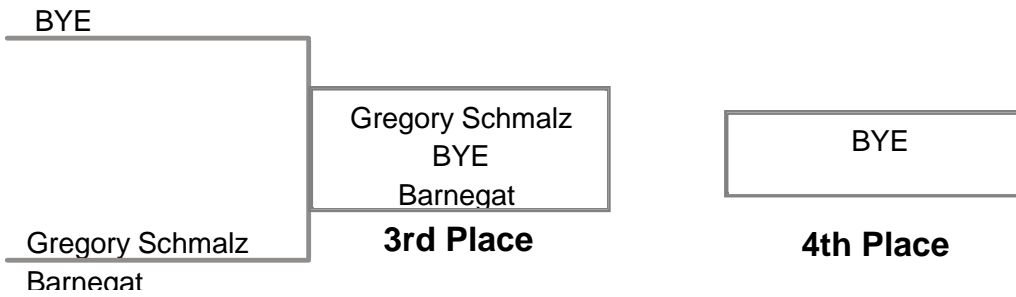 BYE
Gregory Schmalz
BYE
Barnegat
3rd Place
BYE
4th Place
Gregory Schmalz
Barnegat